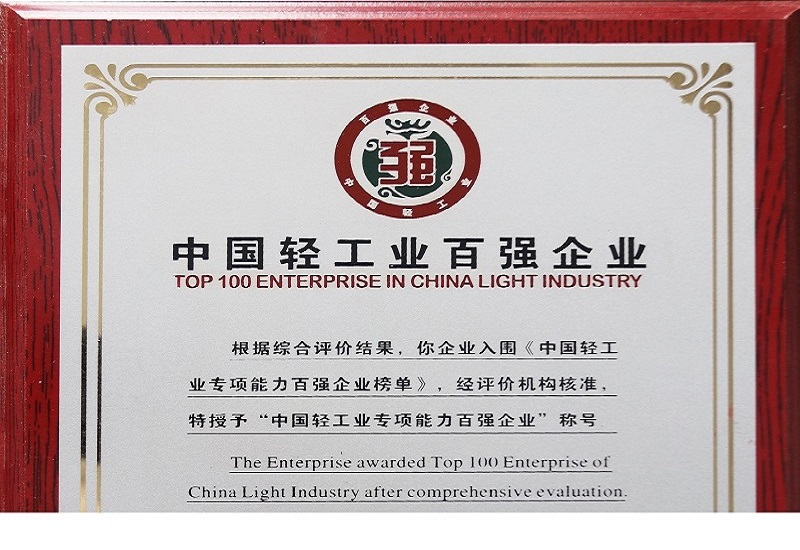 百强企业
强
中国轻工业
中国轻工业百强企业
TOP 100 ENTERPRISE IN CHINA LIGHT INDUSTRY
根据综合评价结果，你企业入围《中国轻工
业专项能力百强企业榜单》，经评价机构核准，
特授予“中国轻工业专项能力百强企业”称号
The Enterprise awarded Top 100 Enterprise of
China Light Industry after comprehensive evaluation.